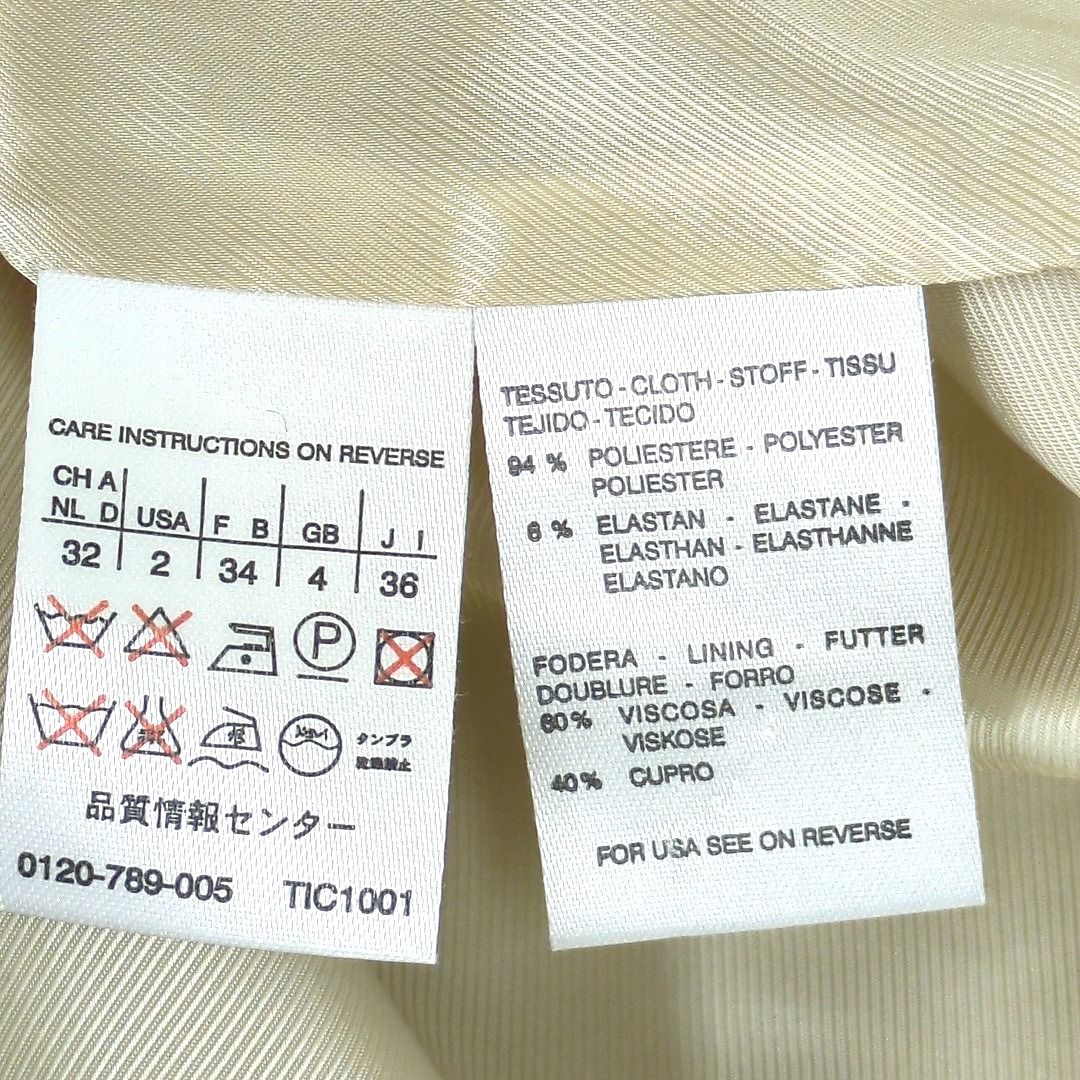 CARE INSTRUCTIONS ON REVERSE
CH A
NL D USA F B GB J I
32 2 34 4 36
P
タンブラ
乾燥禁止
品質情報センター
0120-789-005 TIC1001
TESSUTO - CLOTH - STOFF - TISSU
TEJIDO - TECIDO
94 % POLIESTERE - POLYESTER
POLIESTER
6 % ELASTAN - ELASTANE -
ELASTHAN - ELASTHANNE
ELASTANO
FODERA - LINING - FUTTER
DOUBLURE - FORRO
60% VISCOSA - VISCOSE -
VISKOSE
40% CUPRO
FOR USA SEE ON REVERSE